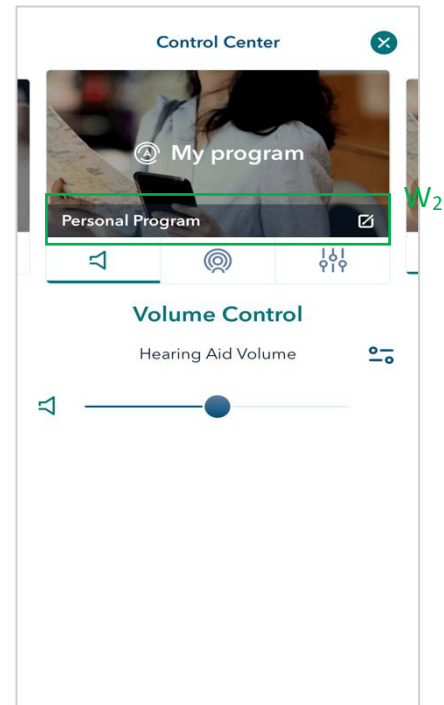 Control Center
My program
Personal Program
W2
Volume Control
Hearing Aid Volume